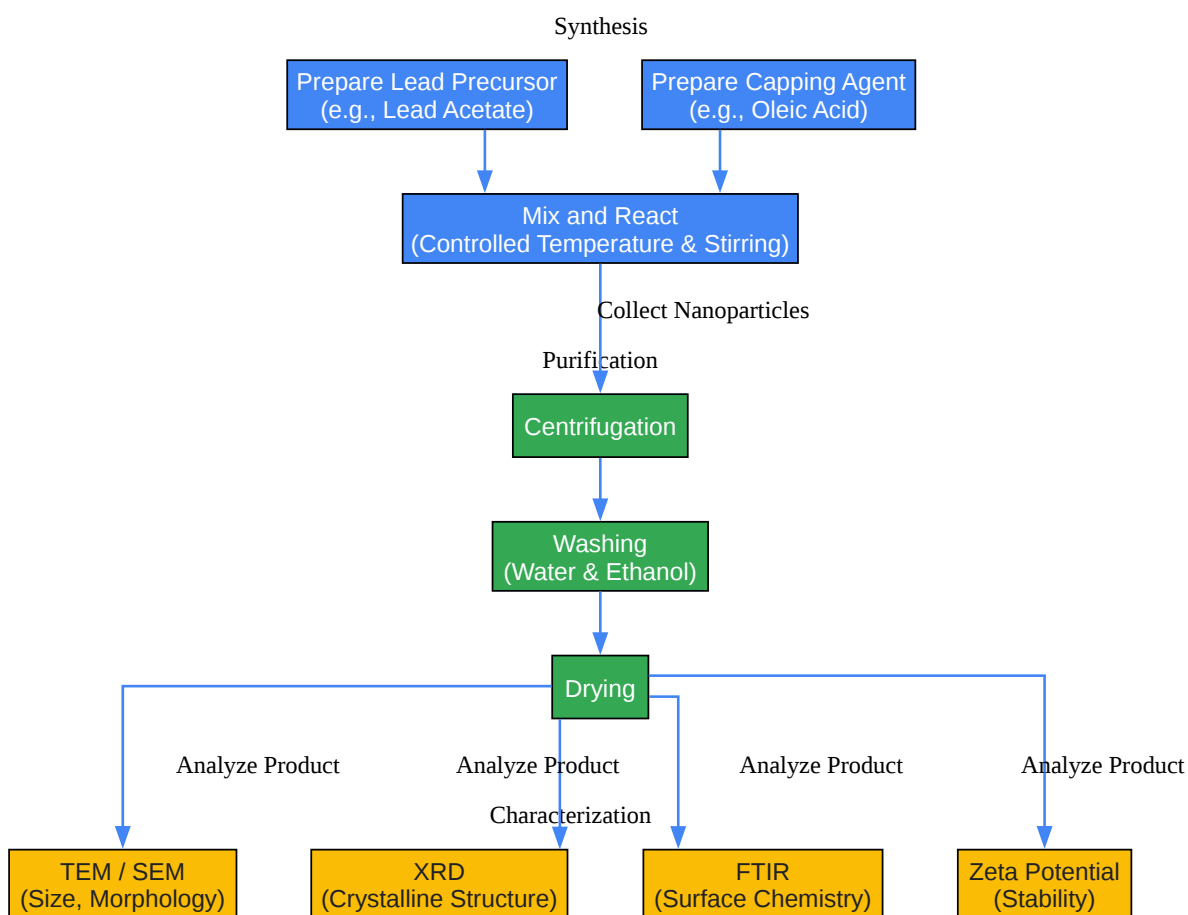 Synthesis
Prepare Lead Precursor
(e.g., Lead Acetate)
Prepare Capping Agent
(e.g., Oleic Acid)
Mix and React
(Controlled Temperature & Stirring)
Collect Nanoparticles
Purification
Centrifugation
Washing
(Water & Ethanol)
Drying
Analyze Product
Analyze Product
Analyze Product
Analyze Product
Characterization
TEM / SEM
(Size, Morphology)
XRD
(Crystalline Structure)
FTIR
(Surface Chemistry)
Zeta Potential
(Stability)